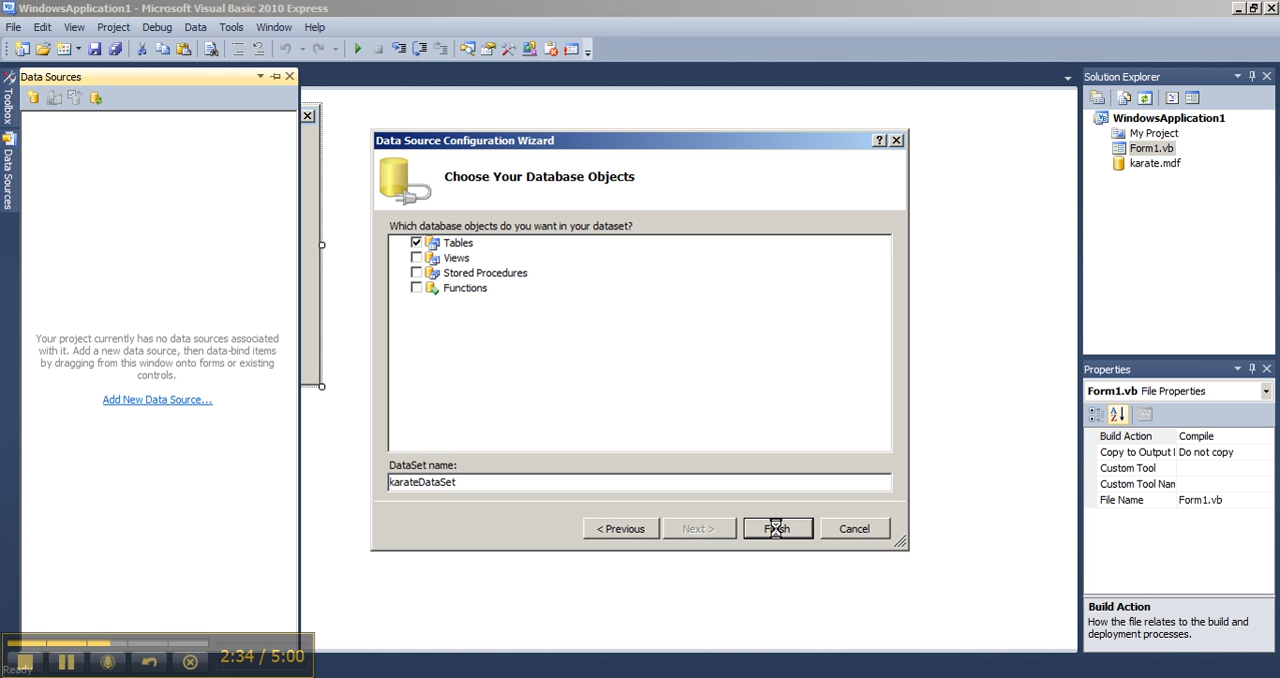 WindowsApplication1 - Microsoft Visual Basic 2010 Express
File Edit View Project Debug Data Tools Window Help
Toolbox
Data Sources
Data Sources
Your project currently has no data sources associated
with it. Add a new data source, then data-bind items
by dragging from this window onto forms or existing
controls.
Add New Data Source...
Data Source Configuration Wizard
Choose Your Database Objects
Which database objects do you want in your dataset?
Tables
Views
Stored Procedures
Functions
DataSet name:
karateDataSet
< Previous Next > Cancel
Solution Explorer
WindowsApplication1
My Project
Form1.vb
karate.mdf
Properties
Form1.vb File Properties
Build Action Compile
Copy to Output Do not copy
Custom Tool
Custom Tool Nan
File Name Form1.vb
Build Action
How the file relates to the build and
deployment processes.
2:34 / 5:00
Ready